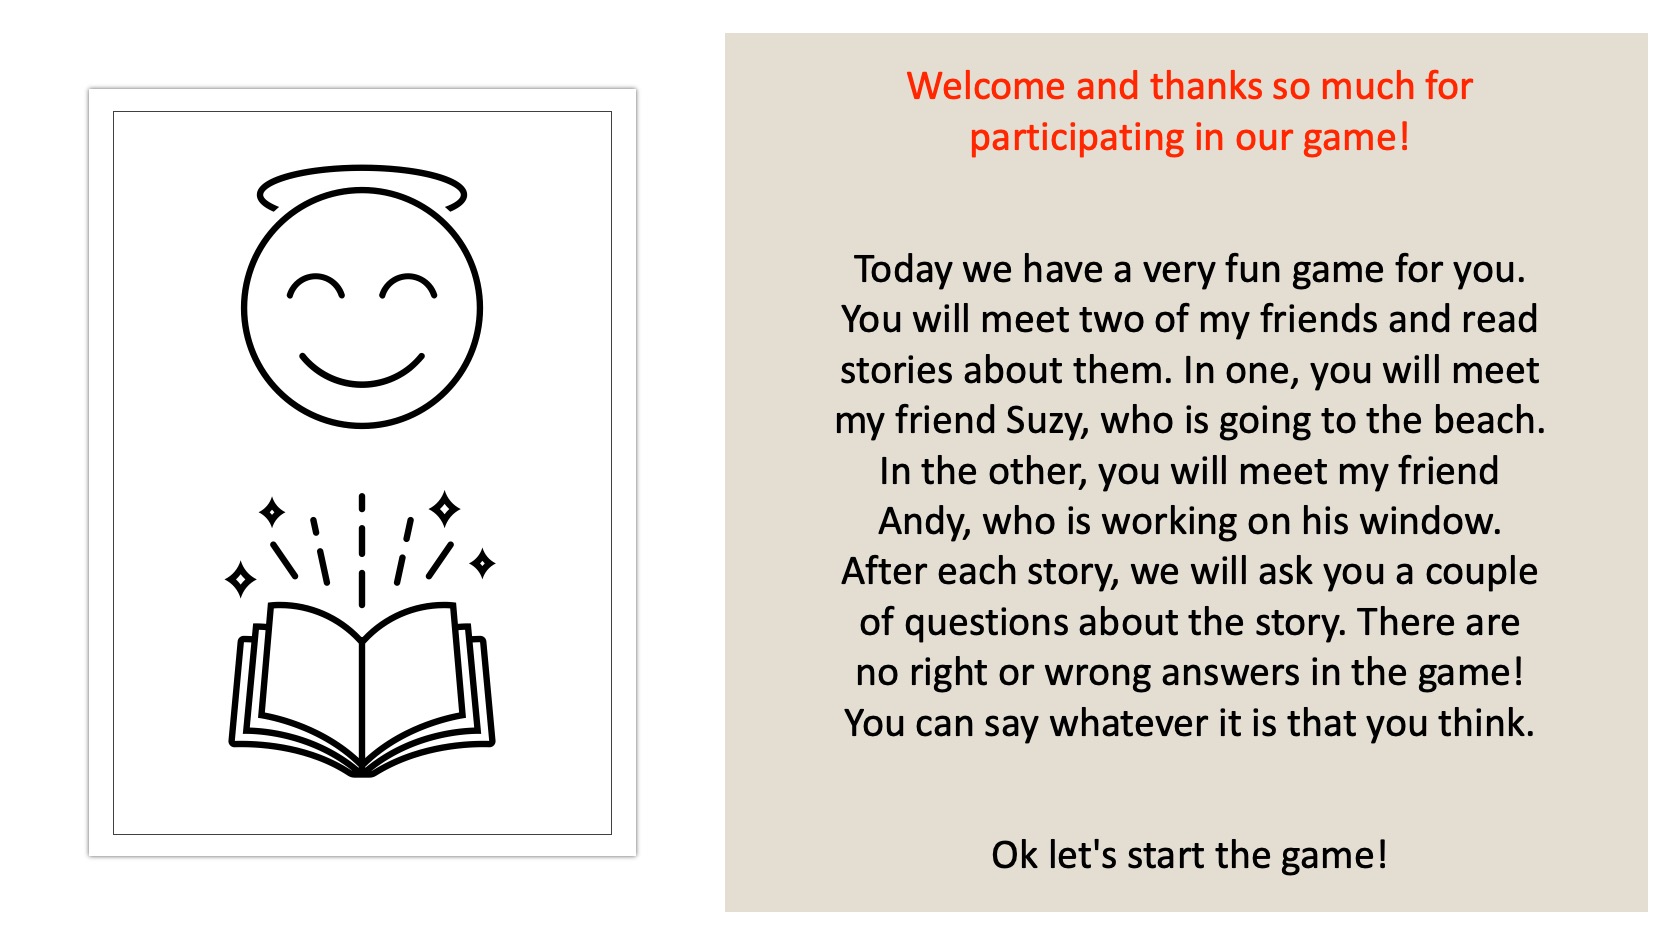 Welcome and thanks so much for
participating in our game!
Today we have a very fun game for you.
You will meet two of my friends and read
stories about them. In one, you will meet
my friend Suzy, who is going to the beach.
In the other, you will meet my friend
Andy, who is working on his window.
After each story, we will ask you a couple
of questions about the story. There are
no right or wrong answers in the game!
You can say whatever it is that you think.
Ok let's start the game!